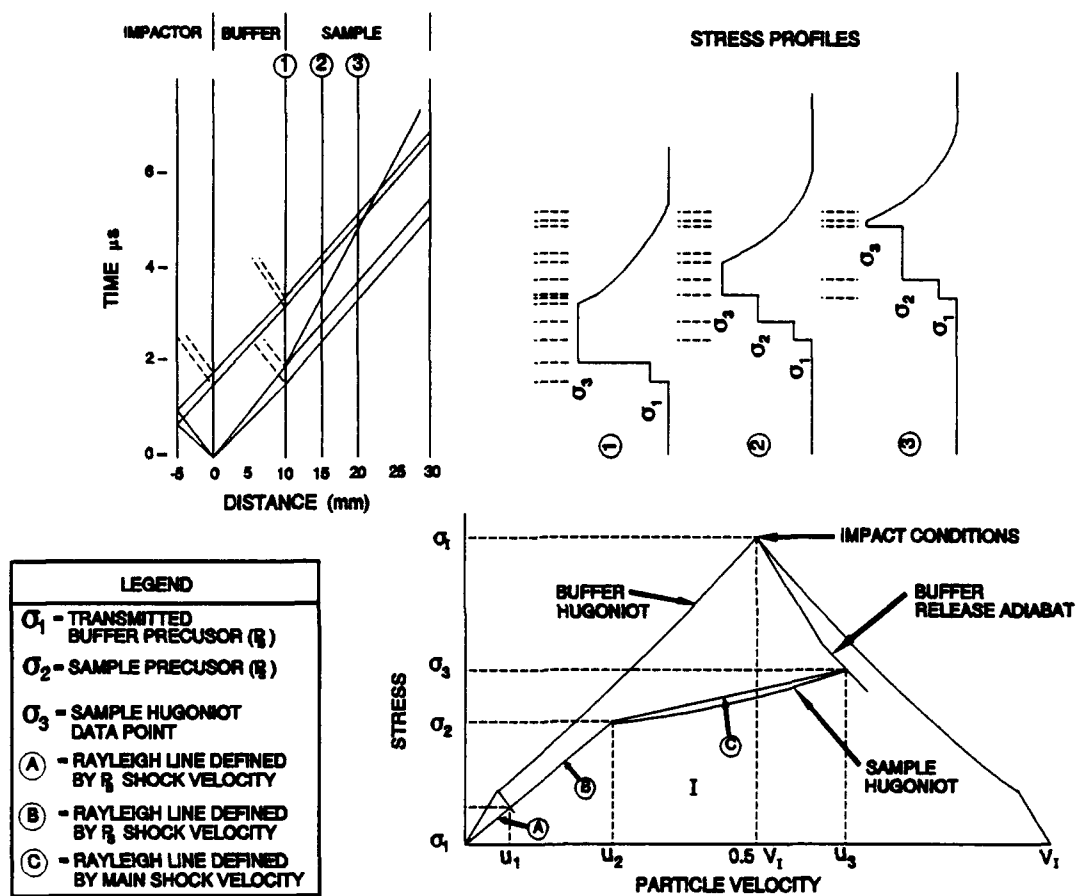 IMPACTOR BUFFER SAMPLE
① ② ③
6
4
2
0
TIME μs
-5 0 5 10 15 20 25 30
DISTANCE (mm)
STRESS PROFILES
σ3 σ1
①
σ3 σ2 σ1
②
σ3 σ2 σ1
③
LEGEND
σ1 = TRANSMITTED
BUFFER PRECUSOR
σ2 = SAMPLE PRECUSOR
σ3 = SAMPLE HUGONIOT
DATA POINT
Ⓐ = RAYLEIGH LINE DEFINED
BY SHOCK VELOCITY
Ⓑ = RAYLEIGH LINE DEFINED
BY SHOCK VELOCITY
Ⓒ = RAYLEIGH LINE DEFINED
BY MAIN SHOCK VELOCITY
σI
IMPACT CONDITIONS
BUFFER
HUGONIOT
BUFFER
RELEASE ADIABAT
σ3
σ2
STRESS
Ⓒ
SAMPLE
HUGONIOT
Ⓑ
I
Ⓐ
σ1
u1 u2 0.5 VI u3 VI
PARTICLE VELOCITY